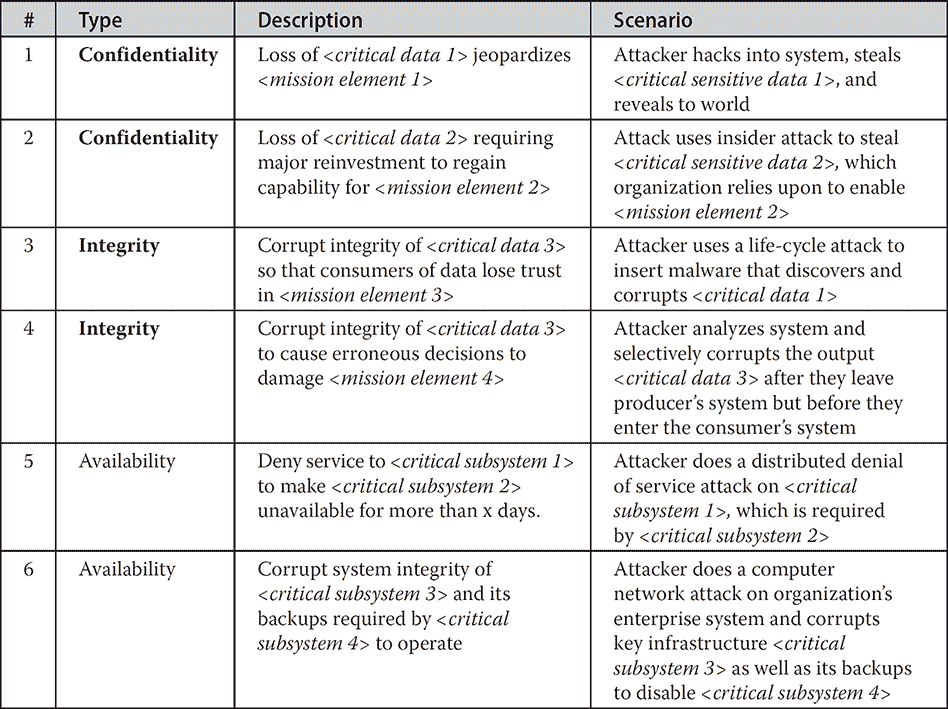 # Type Description Scenario
1 Confidentiality Loss of <critical data 1> jeopardizes
<mission element 1>
Attacker hacks into system, steals
<critical sensitive data 1>, and
reveals to world
2 Confidentiality Loss of <critical data 2> requiring
major reinvestment to regain
capability for <mission element 2>
Attack uses insider attack to steal
<critical sensitive data 2>, which
organization relies upon to enable
<mission element 2>
3 Integrity Corrupt integrity of <critical data 3>
so that consumers of data lose trust
in <mission element 3>
Attacker uses a life-cycle attack to
insert malware that discovers and
corrupts <critical data 1>
4 Integrity Corrupt integrity of <critical data 3>
to cause erroneous decisions to
damage <mission element 4>
Attacker analyzes system and
selectively corrupts the output
<critical data 3> after they leave
producer’s system but before they
enter the consumer’s system
5 Availability Deny service to <critical subsystem 1>
to make <critical subsystem 2>
unavailable for more than x days.
Attacker does a distributed denial
of service attack on <critical
subsystem 1>, which is required
by <critical subsystem 2>
6 Availability Corrupt system integrity of
<critical subsystem 3> and its
backups required by <critical
subsystem 4> to operate
Attacker does a computer
network attack on organization’s
enterprise system and corrupts
key infrastructure <critical
subsystem 3> as well as its backups
to disable <critical subsystem 4>